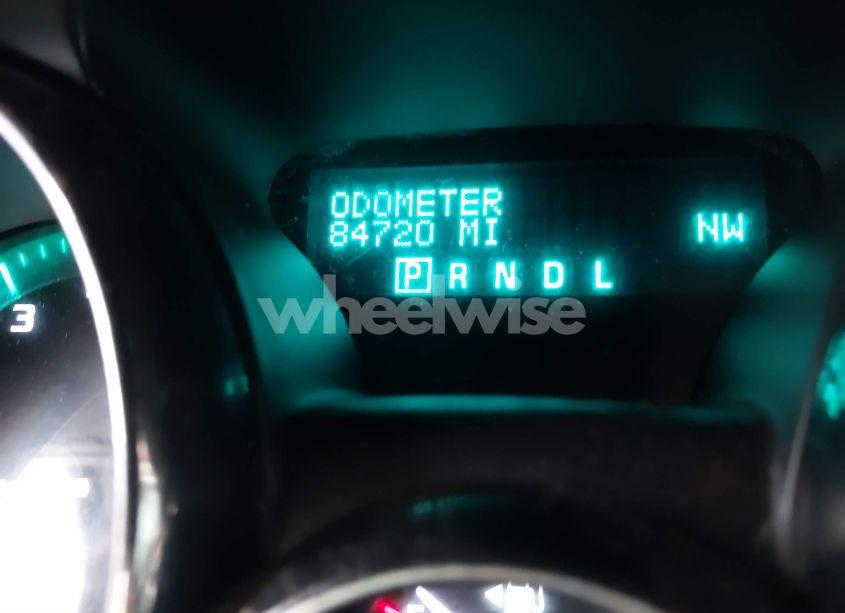 ODOMETER
84720 MI
NW
P R N D L
wheelwise
3